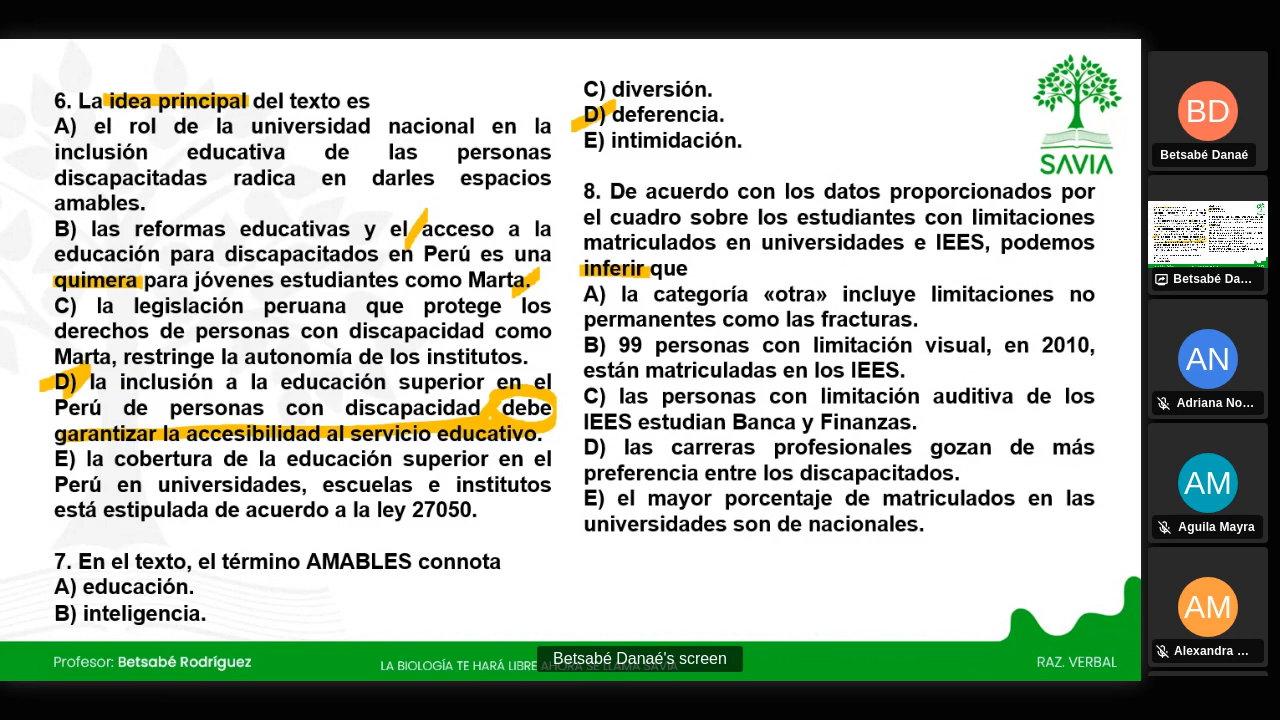 6. La idea principal del texto es
A) el rol de la universidad nacional en la
inclusión educativa de las personas
discapacitadas radica en darles espacios
amables.
B) las reformas educativas y el acceso a la
educación para discapacitados en Perú es una
quimera para jóvenes estudiantes como Marta.
C) la legislación peruana que protege los
derechos de personas con discapacidad como
Marta, restringe la autonomía de los institutos.
D) la inclusión a la educación superior en el
Perú de personas con discapacidad debe
garantizar la accesibilidad al servicio educativo.
E) la cobertura de la educación superior en el
Perú en universidades, escuelas e institutos
está estipulada de acuerdo a la ley 27050.
7. En el texto, el término AMABLES connota
A) educación.
B) inteligencia.
C) diversión.
D) deferencia.
E) intimidación.
8. De acuerdo con los datos proporcionados por
el cuadro sobre los estudiantes con limitaciones
matriculados en universidades e IEES, podemos
inferir que
A) la categoría «otra» incluye limitaciones no
permanentes como las fracturas.
B) 99 personas con limitación visual, en 2010,
están matriculadas en los IEES.
C) las personas con limitación auditiva de los
IEES estudian Banca y Finanzas.
D) las carreras profesionales gozan de más
preferencia entre los discapacitados.
E) el mayor porcentaje de matriculados en las
universidades son de nacionales.
SAVIA
Profesor: Betsabé Rodríguez
LA BIOLOGÍA TE HARÁ LIBRE AHORA SE LLAMA SAVIA
Betsabé Danaé's screen
RAZ. VERBAL
BD
Betsabé Danaé
Betsabé Da...
AN
Adriana No...
AM
Aguila Mayra
AM
Alexandra ...